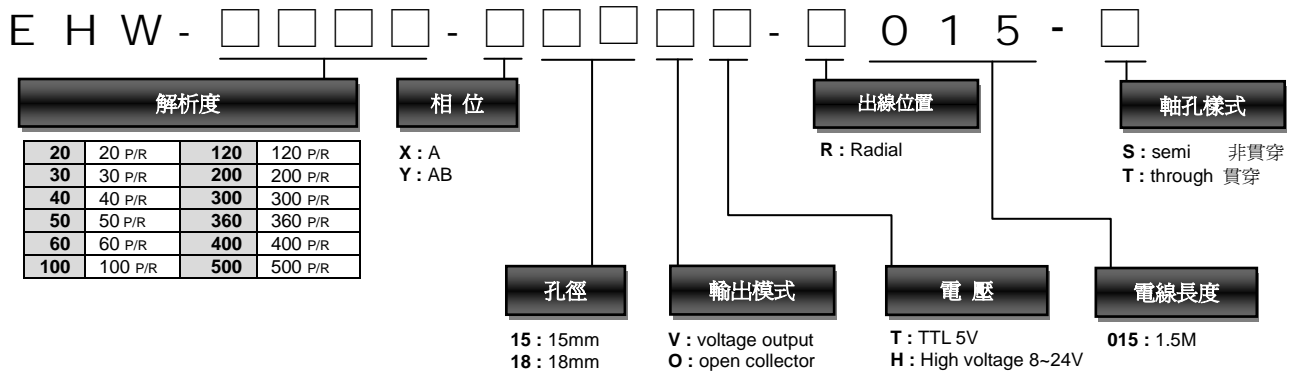 E H W - □ □ □ □ - □ □ □ □ □ - □ 0 1 5 - □
解析度
相 位
出線位置
軸孔樣式
20 20 P/R 120 120 P/R
30 30 P/R 200 200 P/R
40 40 P/R 300 300 P/R
50 50 P/R 360 360 P/R
60 60 P/R 400 400 P/R
100 100 P/R 500 500 P/R
X : A
Y : AB
R : Radial
S : semi 非貫穿
T : through 貫穿
孔徑
輸出模式
電 壓
電線長度
15 : 15mm
18 : 18mm
V : voltage output
O : open collector
T : TTL 5V
H : High voltage 8~24V
015 : 1.5M